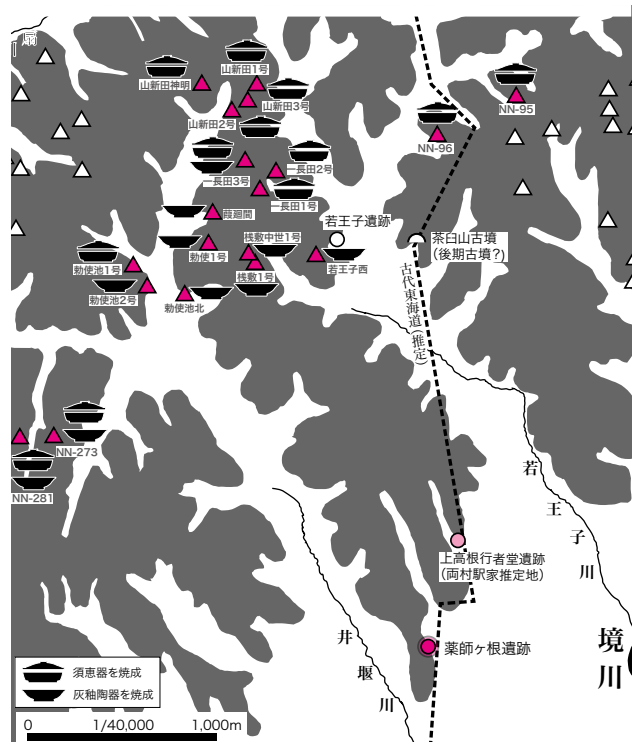 扇
山新田1号
山新田神明
山新田3号
NN-95
山新田2号
NN-96
一長田3号
一長田2号
一長田1号
葭廻間
若王子遺跡
茶臼山古墳
(後期古墳?)
勅使1号
桟敷中世1号
若王子西
勅使池1号
桟敷1号
勅使池2号
勅使池北
古代東海道(推定)
NN-273
NN-281
若王子川
上高根行者堂遺跡
(両村駅家推定地)
薬師ヶ根遺跡
井堰川
境川
須恵器を焼成
灰釉陶器を焼成
0 1/40,000 1,000m